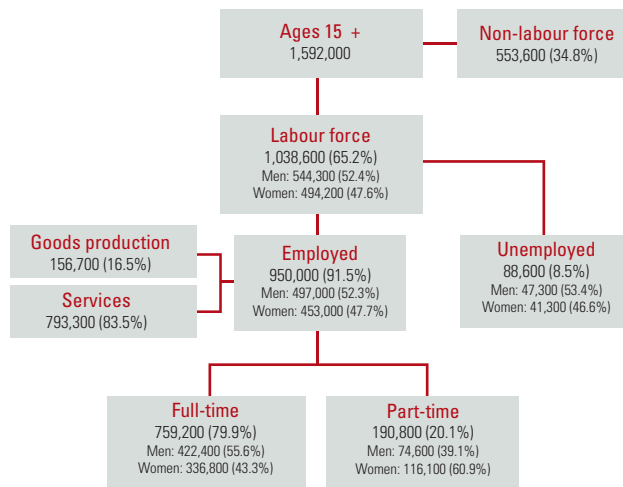 Ages 15 +
1,592,000
Non-labour force
553,600 (34.8%)
Labour force
1,038,600 (65.2%)
Men: 544,300 (52.4%)
Women: 494,200 (47.6%)
Goods production
156,700 (16.5%)
Services
793,300 (83.5%)
Employed
950,000 (91.5%)
Men: 497,000 (52.3%)
Women: 453,000 (47.7%)
Unemployed
88,600 (8.5%)
Men: 47,300 (53.4%)
Women: 41,300 (46.6%)
Full-time
759,200 (79.9%)
Men: 422,400 (55.6%)
Women: 336,800 (43.3%)
Part-time
190,800 (20.1%)
Men: 74,600 (39.1%)
Women: 116,100 (60.9%)